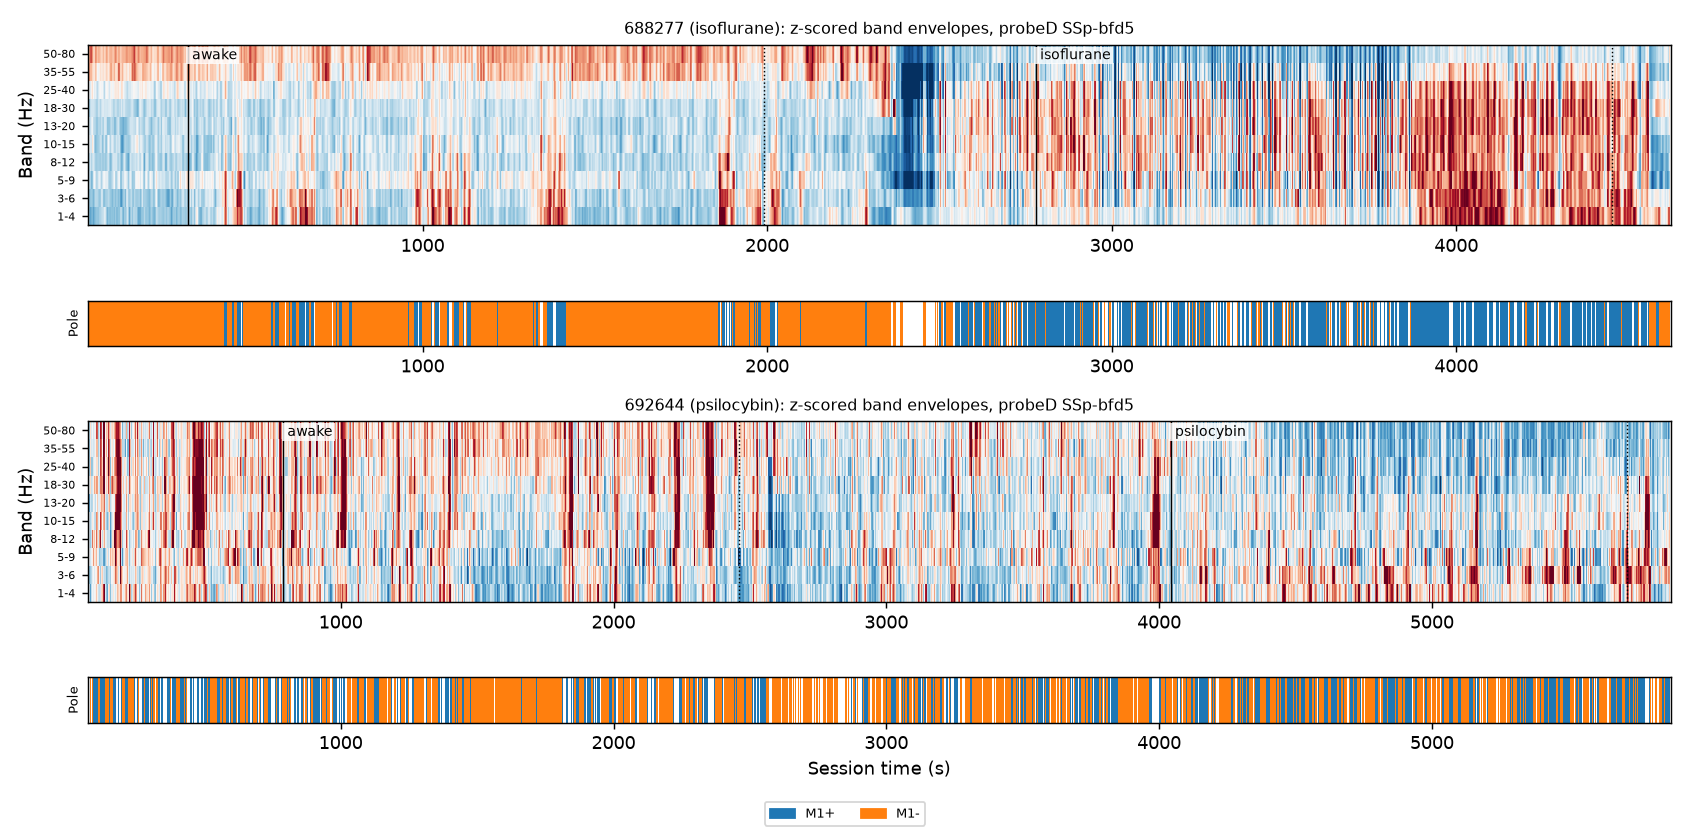 688277 (isoflurane): z-scored band envelopes, probeD SSp-bfd5
Band (Hz)
50-80
35-55
25-40
18-30
13-20
10-15
8-12
5-9
3-6
1-4
awake
isoflurane
1000 2000 3000 4000
Pole
1000 2000 3000 4000
692644 (psilocybin): z-scored band envelopes, probeD SSp-bfd5
Band (Hz)
50-80
35-55
25-40
18-30
13-20
10-15
8-12
5-9
3-6
1-4
awake
psilocybin
1000 2000 3000 4000 5000
Pole
1000 2000 3000 4000 5000
Session time (s)
M1+ M1-